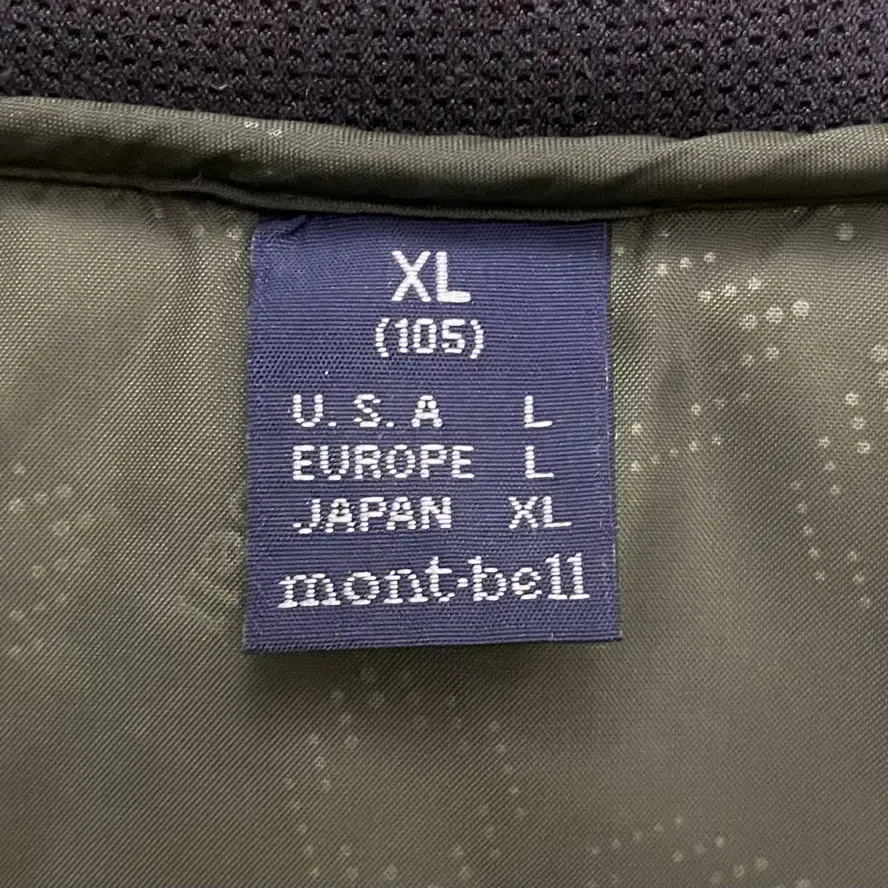 XL
(105)
U.S.A L
EUROPE L
JAPAN XL
mont-bell